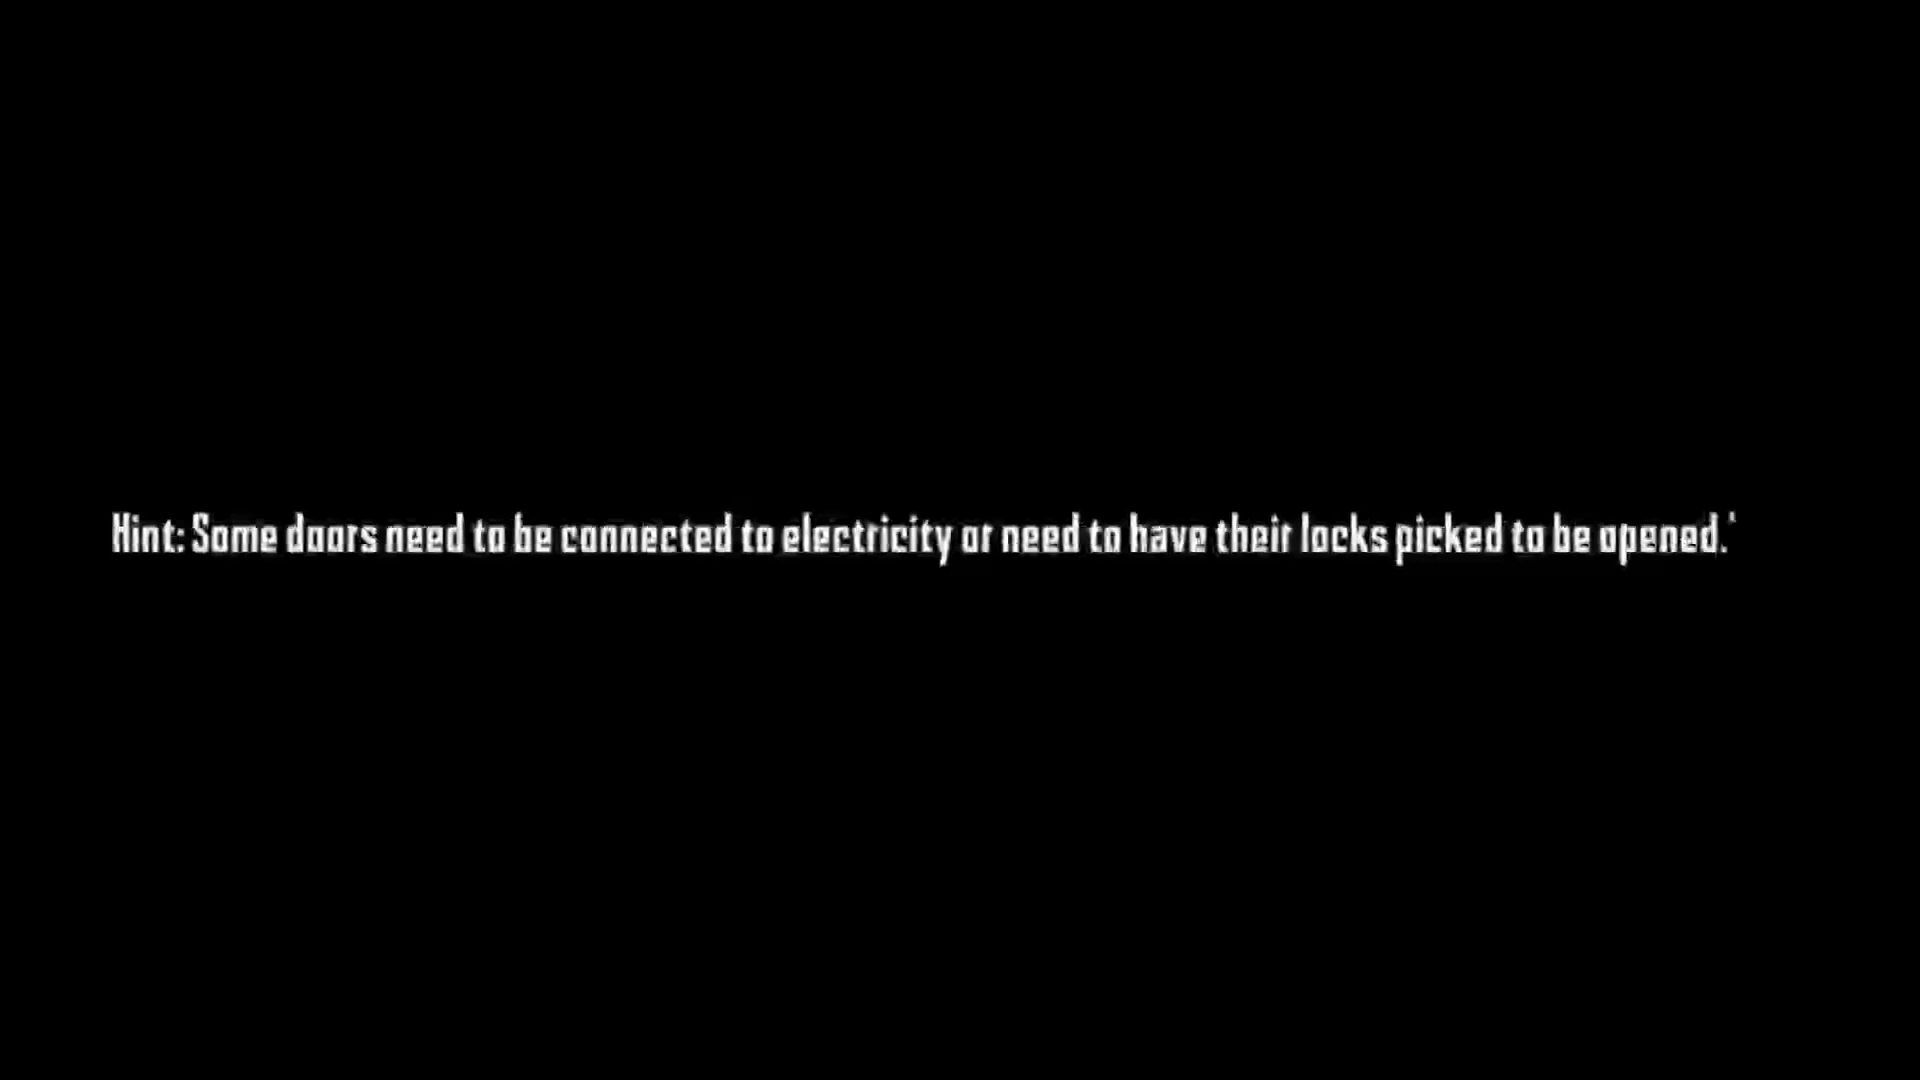 Hint: Some doors need to be connected to electricity or need to have their locks picked to be opened.'